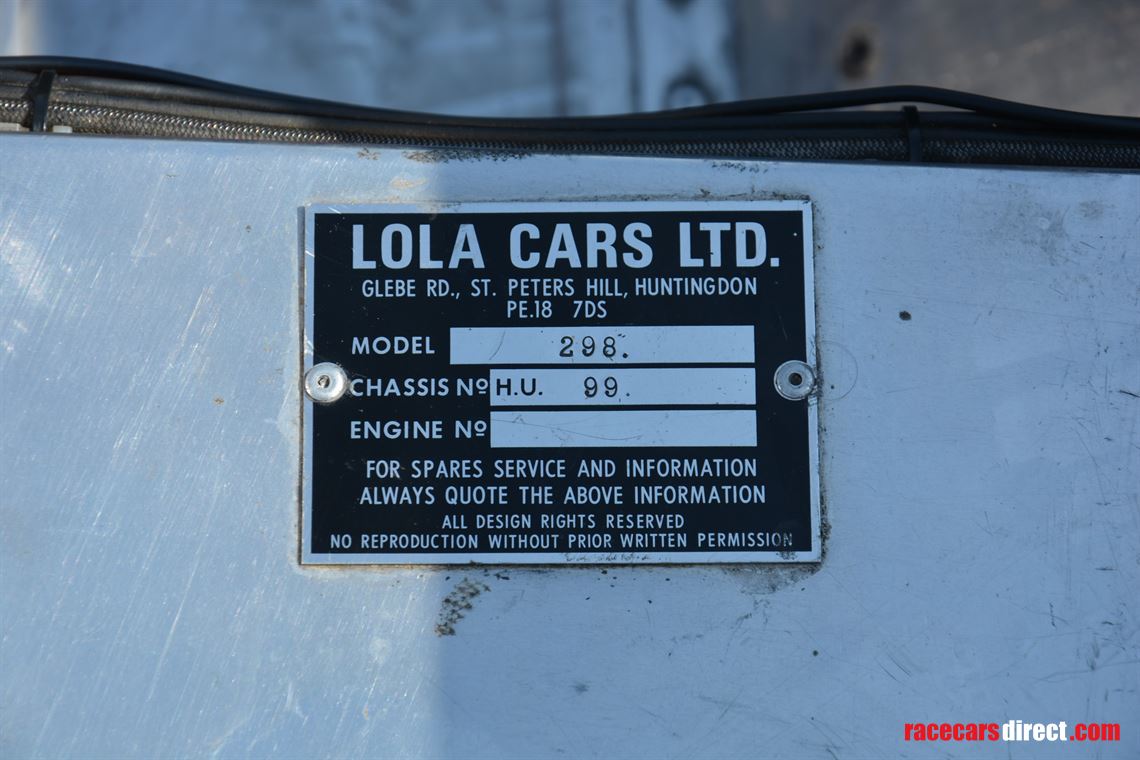 LOLA CARS LTD.
GLEBE RD., ST. PETERS HILL, HUNTINGDON
PE.18 7DS
MODEL 298.
CHASSIS Nº H.U. 99.
ENGINE Nº
FOR SPARES SERVICE AND INFORMATION
ALWAYS QUOTE THE ABOVE INFORMATION
ALL DESIGN RIGHTS RESERVED
NO REPRODUCTION WITHOUT PRIOR WRITTEN PERMISSION
racecarsdirect.com